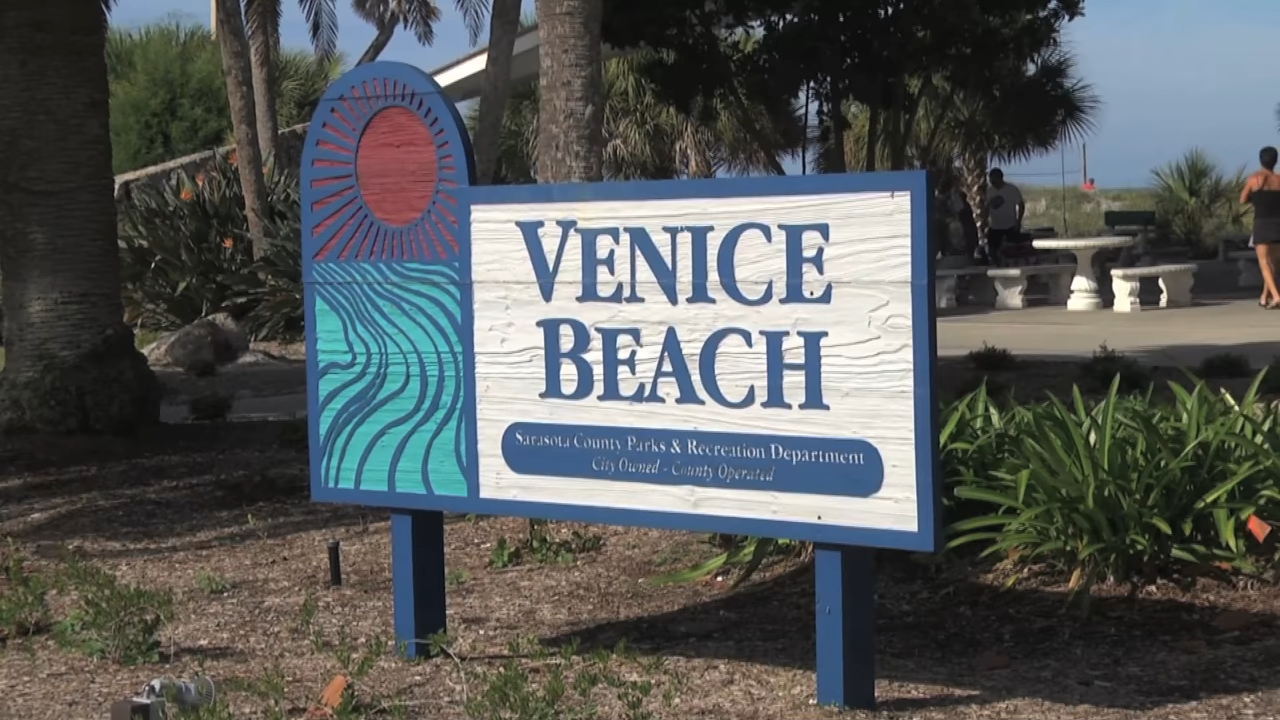 VENICE
BEACH
Sarasota County Parks & Recreation Department
City Owned - County Operated